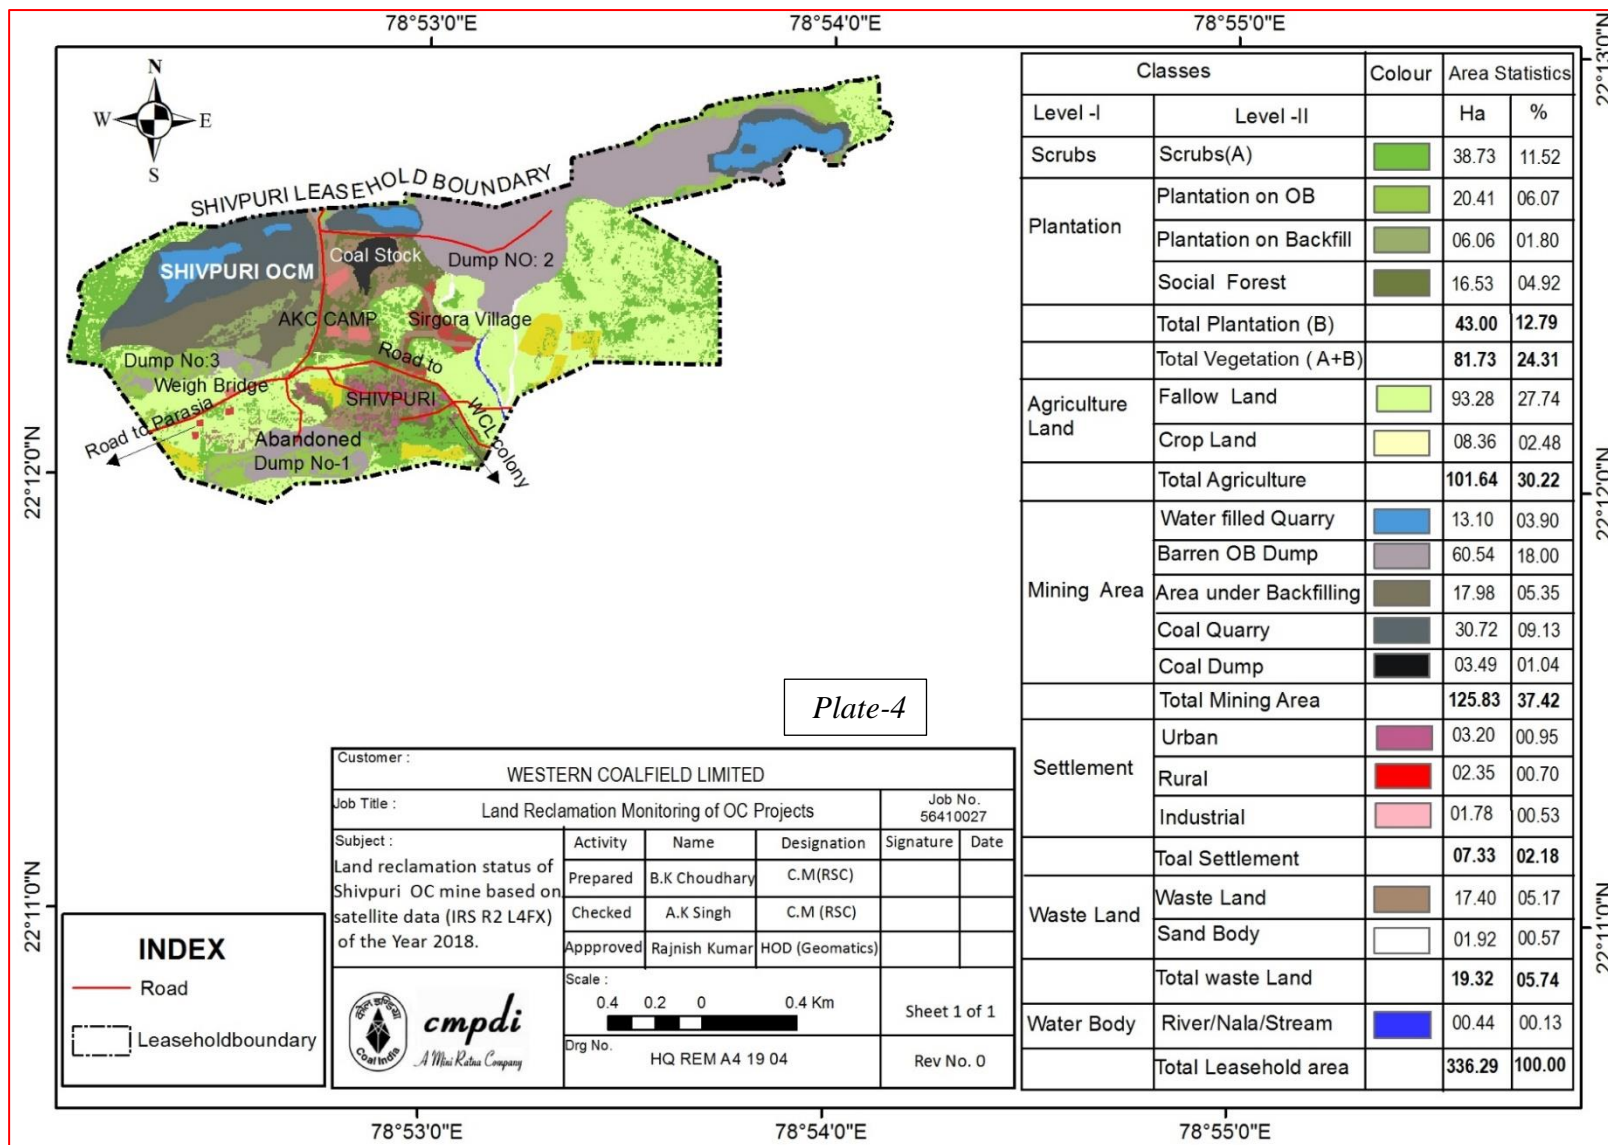 78°53'0"E 78°54'0"E 78°55'0"E
22°13'0"N 22°13'0"N
N
W E
S
SHIVPURI LEASEHOLD BOUNDARY
Coal Stock
Dump NO: 2
SHIVPURI OCM
AKC CAMP
Sirgora Village
Dump No:3
Road to
Weigh Bridge
SHIVPURI
Road to Parasia
WCL colony
Abandoned
Dump No-1
22°12'0"N 22°12'0"N
Classes Colour Area Statistics
Level -I Level -II Ha %
Scrubs Scrubs(A) 38.73 11.52
Plantation
Plantation on OB 20.41 06.07
Plantation on Backfill 06.06 01.80
Social Forest 16.53 04.92
Total Plantation (B) 43.00 12.79
Total Vegetation ( A+B) 81.73 24.31
Agriculture
Land
Fallow Land 93.28 27.74
Crop Land 08.36 02.48
Total Agriculture 101.64 30.22
Mining Area
Water filled Quarry 13.10 03.90
Barren OB Dump 60.54 18.00
Area under Backfilling 17.98 05.35
Coal Quarry 30.72 09.13
Coal Dump 03.49 01.04
Total Mining Area 125.83 37.42
Settlement
Urban 03.20 00.95
Rural 02.35 00.70
Industrial 01.78 00.53
Toal Settlement 07.33 02.18
Waste Land
Waste Land 17.40 05.17
Sand Body 01.92 00.57
Total waste Land 19.32 05.74
Water Body River/Nala/Stream 00.44 00.13
Total Leasehold area 336.29 100.00
Plate-4
Customer :
WESTERN COALFIELD LIMITED
Job Title :
Land Reclamation Monitoring of OC Projects
Job No.
56410027
Subject :
Land reclamation status of
Shivpuri OC mine based on
satellite data (IRS R2 L4FX)
of the Year 2018.
Activity Name Designation Signature Date
Prepared B.K Choudhary C.M(RSC)
Checked A.K Singh C.M (RSC)
Appproved Rajnish Kumar HOD (Geomatics)
Scale :
0.4 0.2 0 0.4 Km
Sheet 1 of 1
Drg No.
HQ REM A4 19 04
Rev No. 0
कोल इण्डिया
Coal India
cmpdi
A Mini Ratna Company
INDEX
Road
Leaseholdboundary
22°11'0"N 22°11'0"N
78°53'0"E 78°54'0"E 78°55'0"E